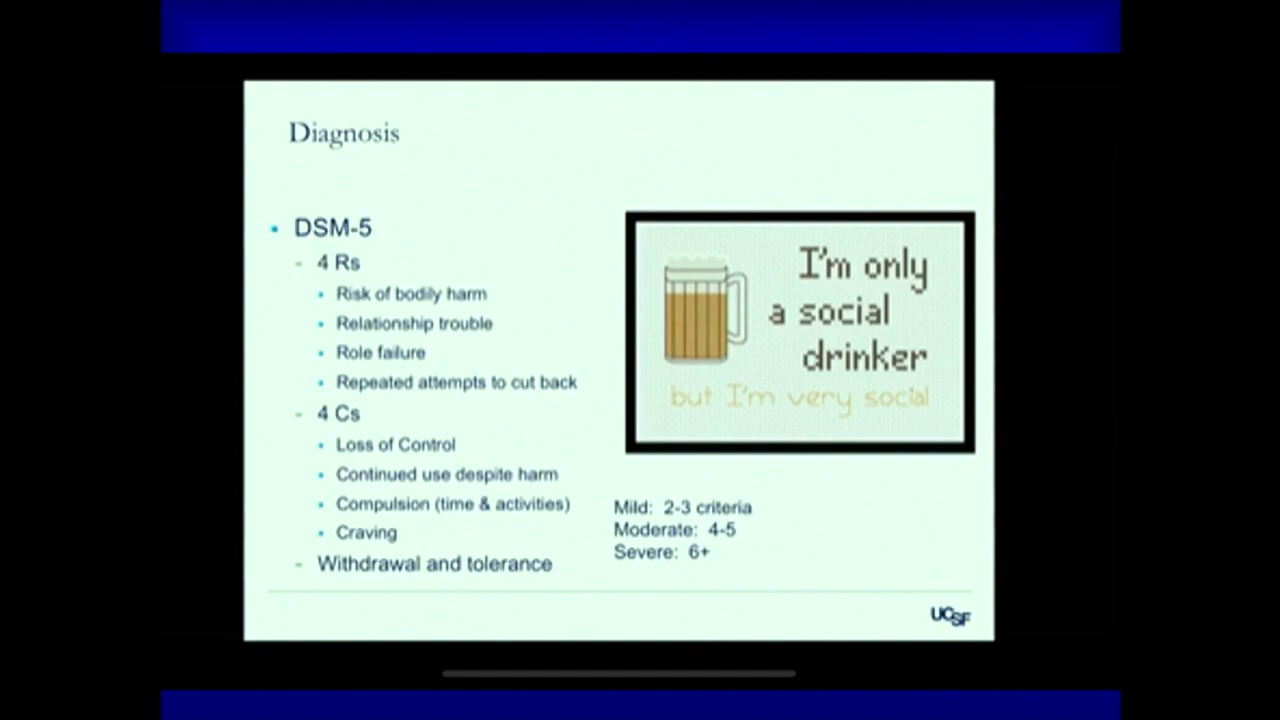 Diagnosis
DSM-5
4 Rs
Risk of bodily harm
Relationship trouble
Role failure
Repeated attempts to cut back
4 Cs
Loss of Control
Continued use despite harm
Compulsion (time & activities)
Craving
Withdrawal and tolerance
I'm only
a social
drinker
but I'm very social
Mild: 2-3 criteria
Moderate: 4-5
Severe: 6+
UCSF